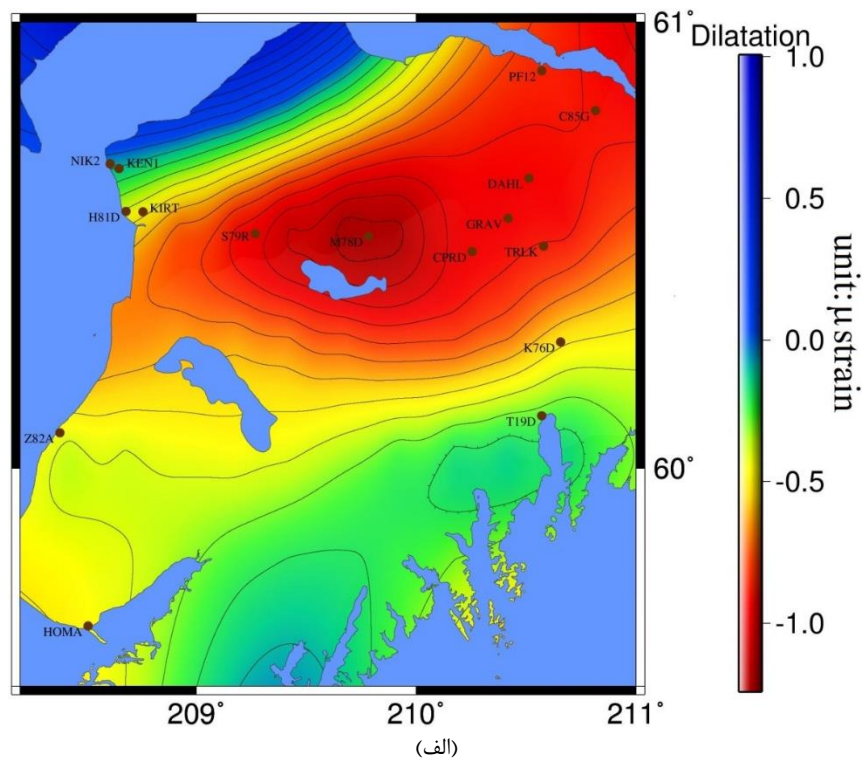 61°
Dilatation
1.0
PF12
C85G
NIK2
KEN1
DAHL
H81D
KIRT
0.5
GRAV
S79R
M78D
TRLK
CPRD
unit:μstrain
0.0
K76D
T19D
Z82A
60°
-0.5
-1.0
HOMA
209°
210°
211°
(الف)